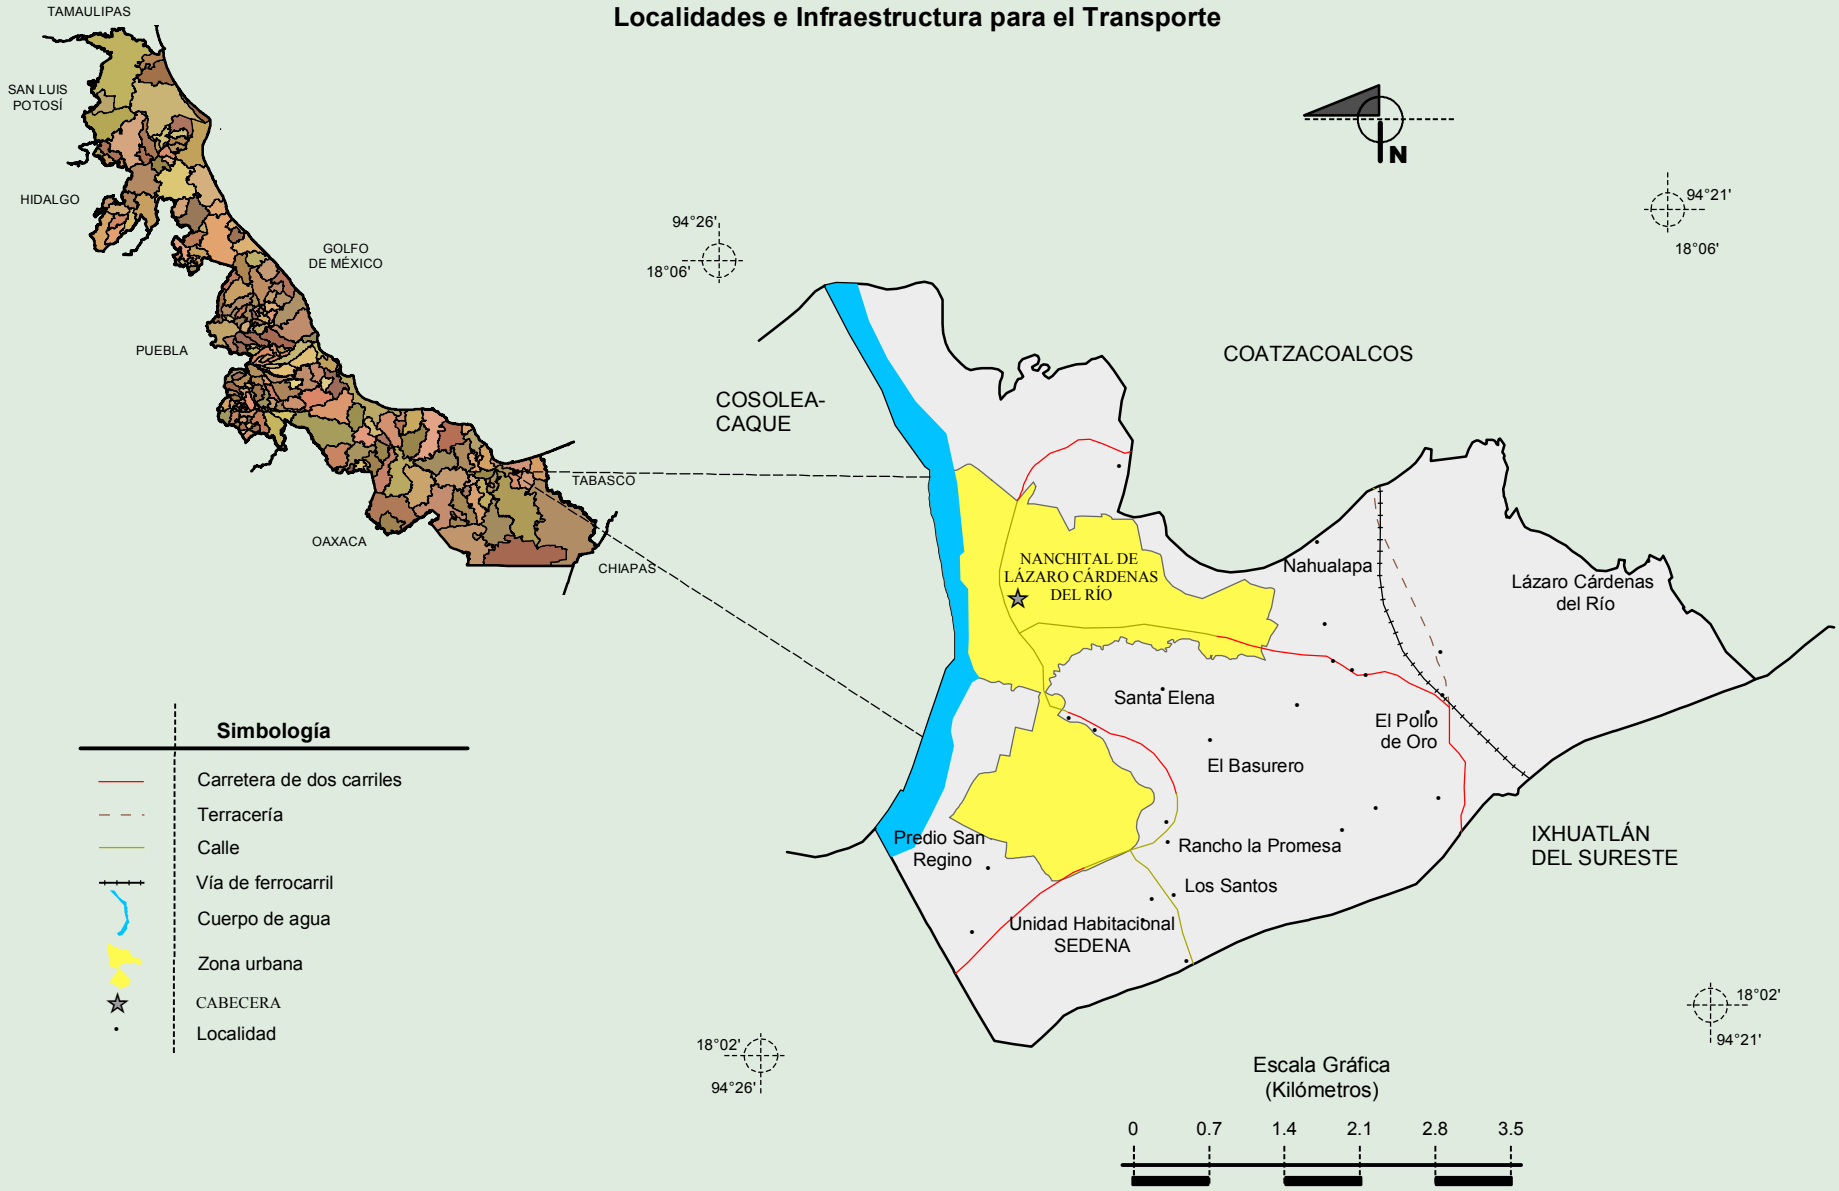 Localidades e Infraestructura para el Transporte
TAMAULIPAS
SAN LUIS
POTOSÍ
HIDALGO
GOLFO
DE MÉXICO
PUEBLA
OAXACA
TABASCO
CHIAPAS
N
94°26'
18°06'
94°21'
18°06'
COATZACOALCOS
COSOLEA-
CAQUE
NANCHITAL DE
LÁZARO CÁRDENAS
DEL RÍO
Nahualapa
Lázaro Cárdenas
del Río
Santa Elena
El Pollo
de Oro
El Basurero
Predio San
Regino
Rancho la Promesa
Los Santos
Unidad Habitacional
SEDENA
IXHUATLÁN
DEL SURESTE
Simbología
Carretera de dos carriles
Terracería
Calle
Vía de ferrocarril
Cuerpo de agua
Zona urbana
CABECERA
Localidad
18°02'
94°26'
18°02'
94°21'
Escala Gráfica
(Kilómetros)
0 0.7 1.4 2.1 2.8 3.5